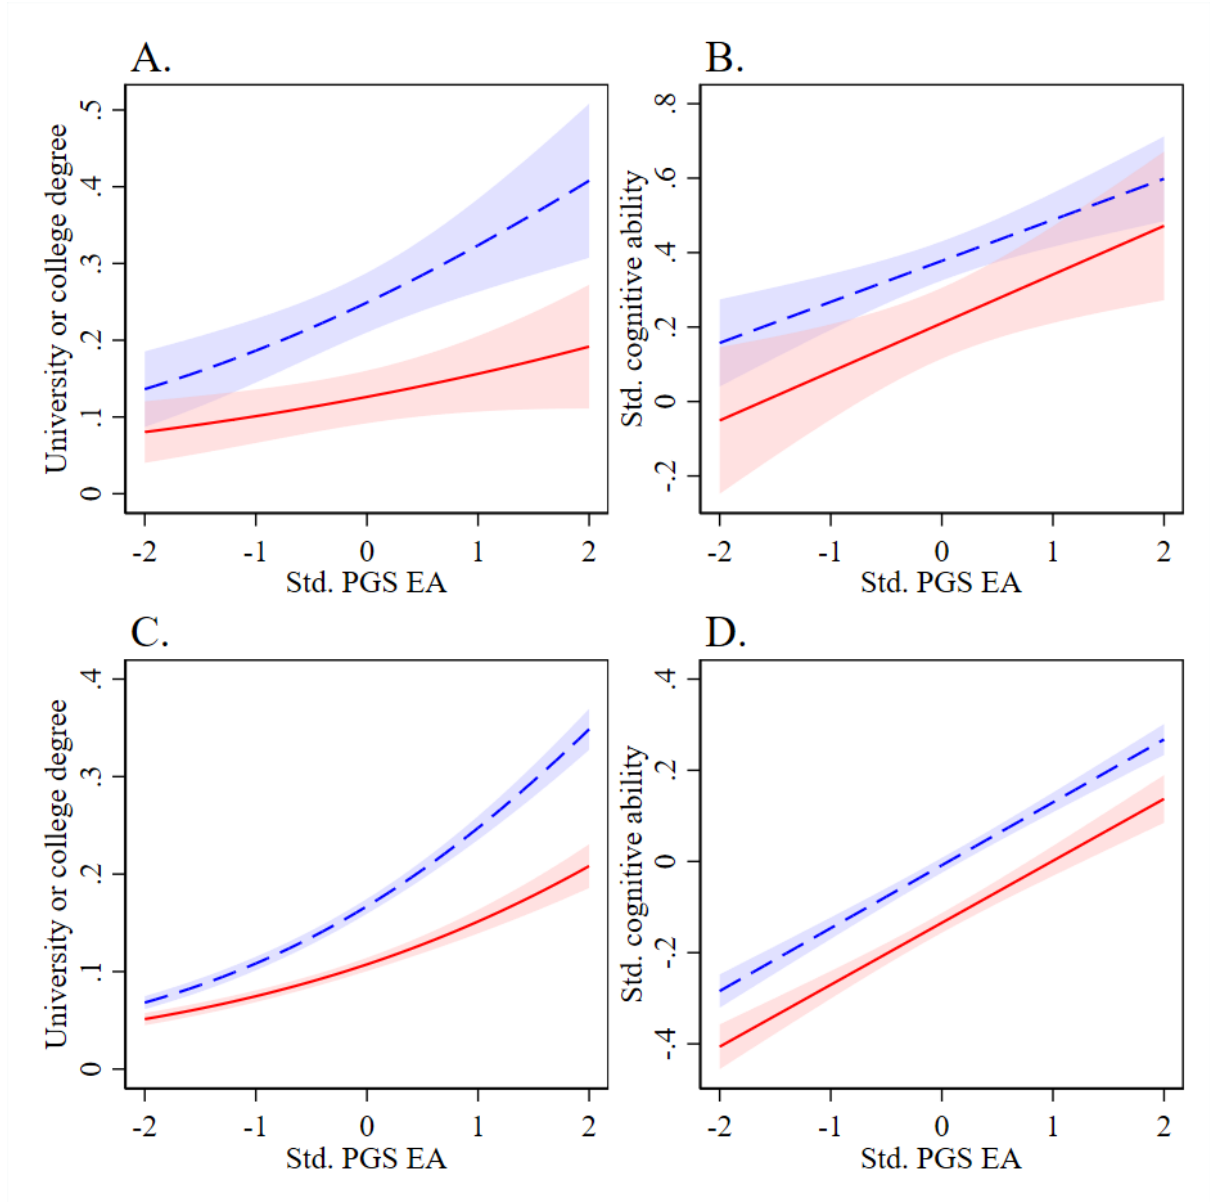 A.
University or college degree
.5
.4
.3
.2
.1
0
-2 -1 0 1 2
Std. PGS EA
B.
Std. cognitive ability
.8
.6
.4
.2
0
-.2
-2 -1 0 1 2
Std. PGS EA
C.
University or college degree
.4
.3
.2
.1
0
-2 -1 0 1 2
Std. PGS EA
D.
Std. cognitive ability
.4
.2
0
-.2
-.4
-2 -1 0 1 2
Std. PGS EA